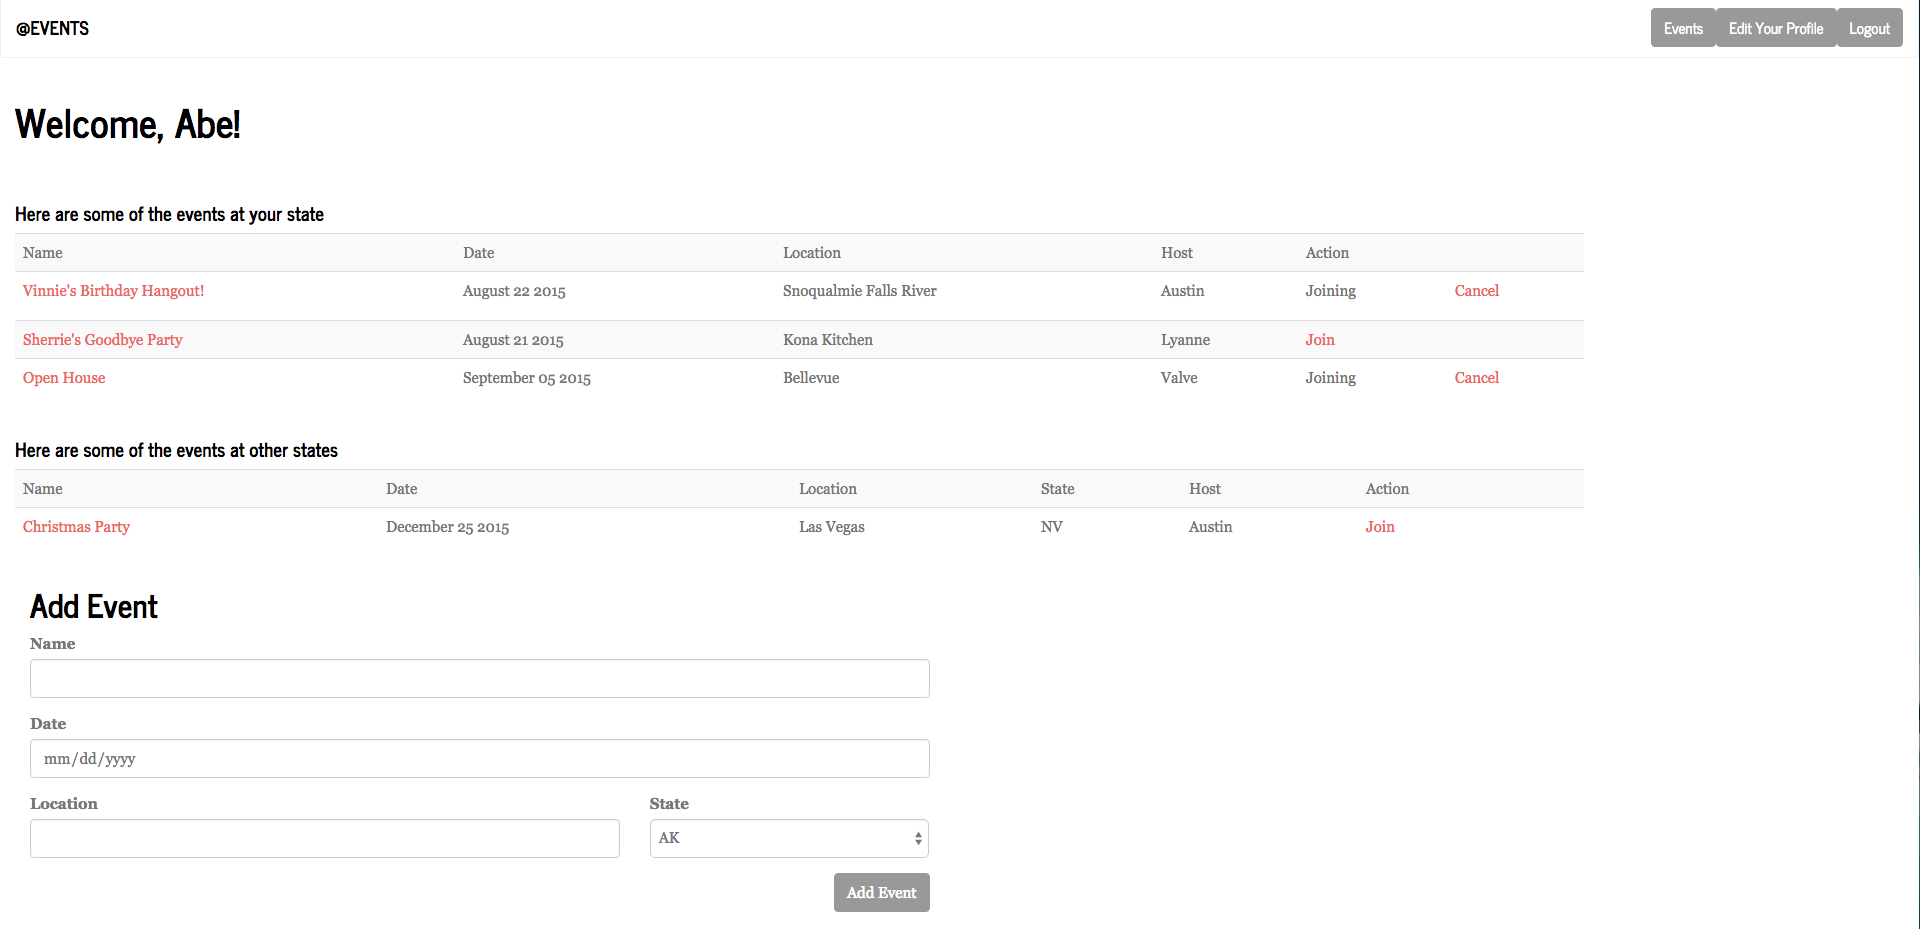 @EVENTS Events Edit Your Profile Logout
Welcome, Abe!
Here are some of the events at your state
Name Date Location Host Action
Vinnie's Birthday Hangout! August 22 2015 Snoqualmie Falls River Austin Joining Cancel
Sherrie's Goodbye Party August 21 2015 Kona Kitchen Lyanne Join
Open House September 05 2015 Bellevue Valve Joining Cancel
Here are some of the events at other states
Name Date Location State Host Action
Christmas Party December 25 2015 Las Vegas NV Austin Join
Add Event
Name
Date
mm/dd/yyyy
Location State
AK
Add Event